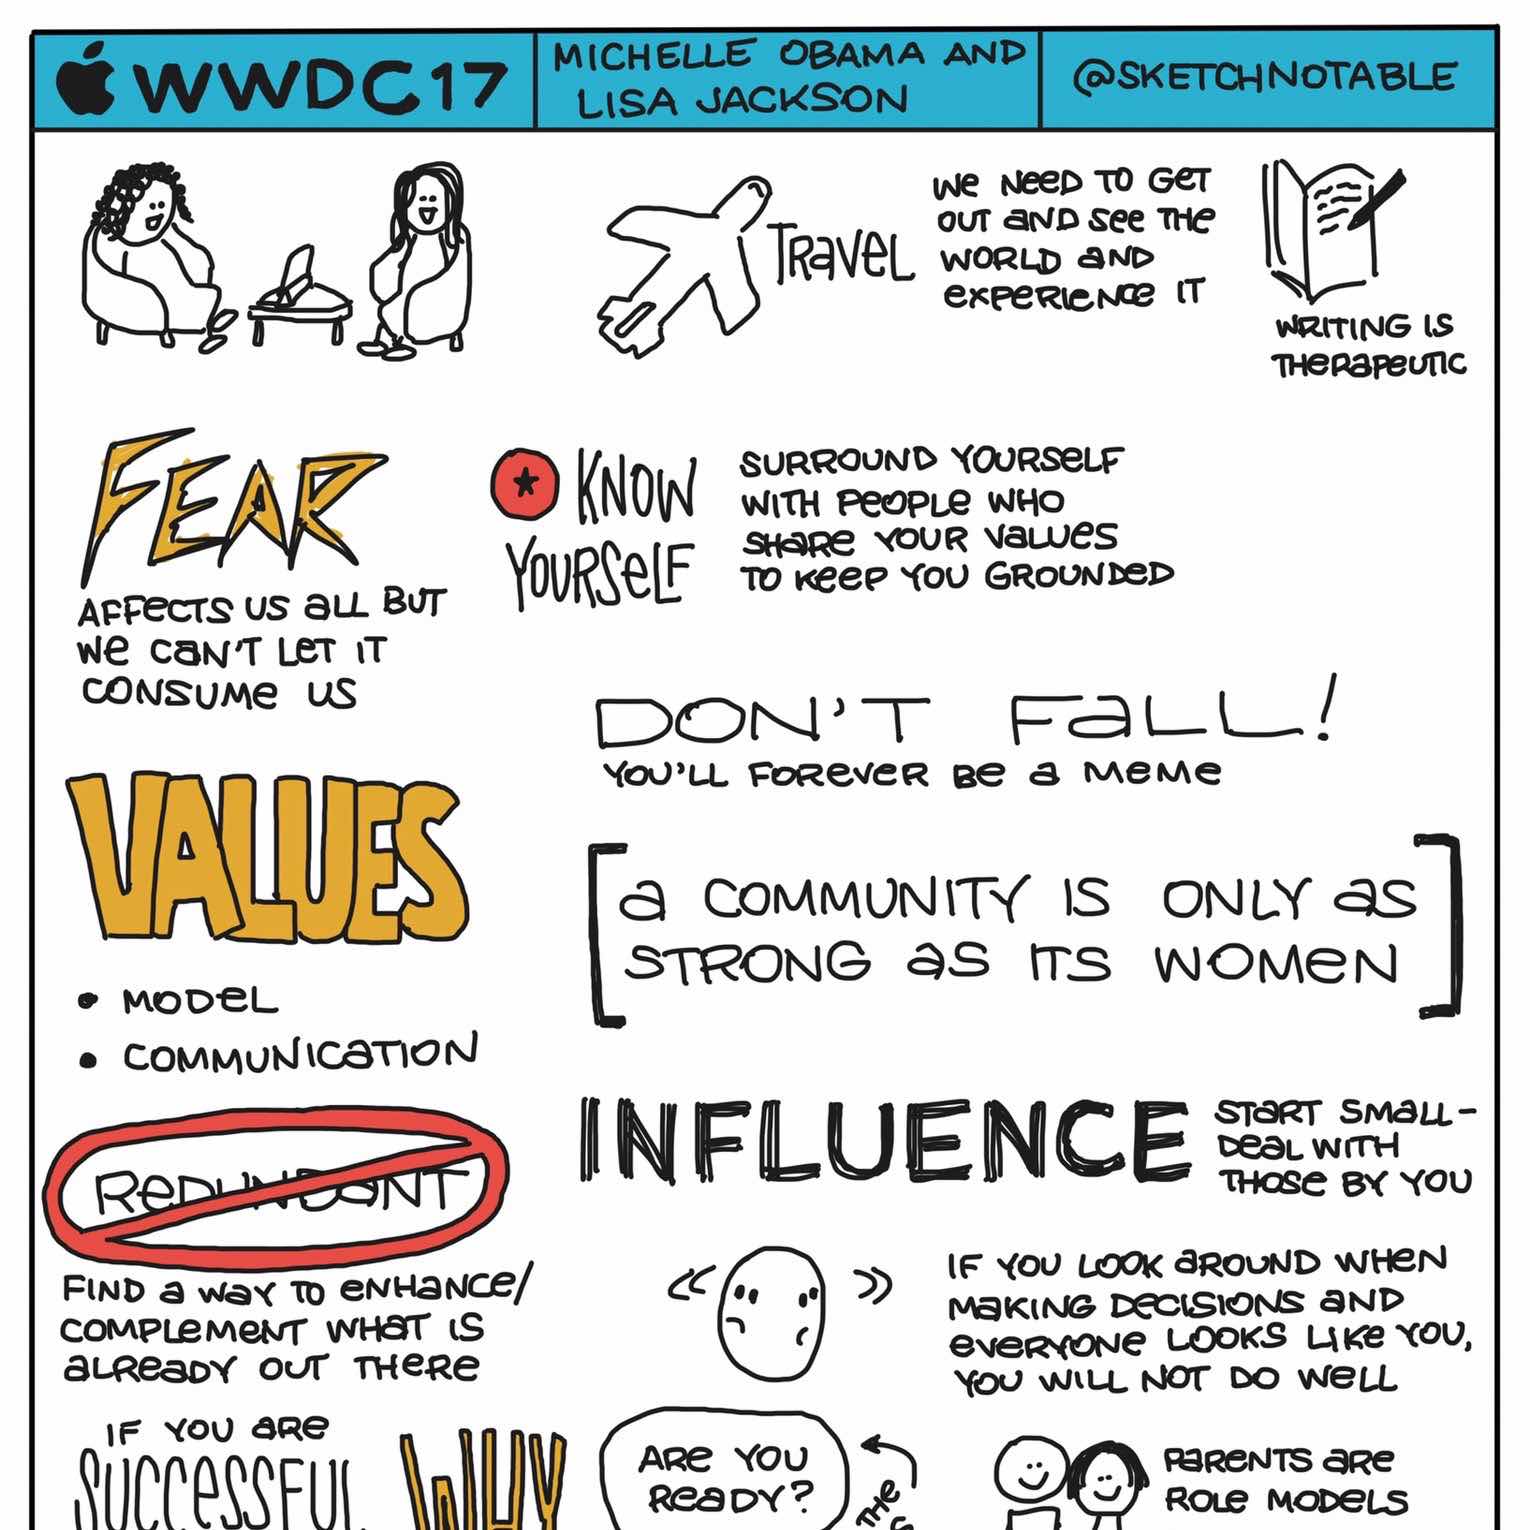 WWDC17
MICHELLE OBAMA AND
LISA JACKSON
@SKETCHNOTABLE
TRAVEL
WE NEED TO GET
OUT AND SEE THE
WORLD AND
EXPERIENCE IT
WRITING IS
THERAPEUTIC
FEAR
AFFECTS US ALL BUT
WE CAN'T LET IT
CONSUME US
KNOW
YOURSELF
SURROUND YOURSELF
WITH PEOPLE WHO
SHARE YOUR VALUES
TO KEEP YOU GROUNDED
DON'T FALL!
YOU'LL FOREVER BE A MEME
VALUES
• MODEL
• COMMUNICATION
[A COMMUNITY IS ONLY AS
STRONG AS ITS WOMEN]
REDUNDANT
FIND A WAY TO ENHANCE/
COMPLEMENT WHAT IS
ALREADY OUT THERE
INFLUENCE
START SMALL-
DEAL WITH
THOSE BY YOU
IF YOU LOOK AROUND WHEN
MAKING DECISIONS AND
EVERYONE LOOKS LIKE YOU,
YOU WILL NOT DO WELL
IF YOU ARE
SUCCESSFUL
WHY
ARE YOU
READY?
THE
PARENTS ARE
ROLE MODELS